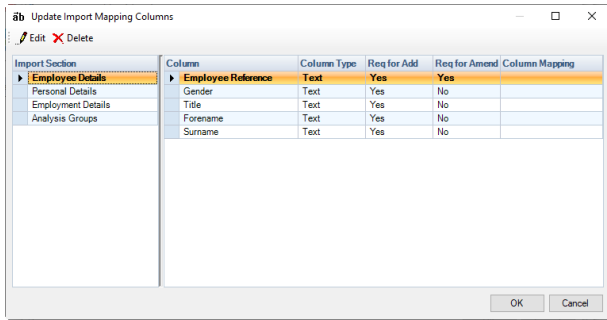 äb Update Import Mapping Columns
Edit Delete
Import Section Column Column Type Req for Add Req for Amend Column Mapping
Employee Details Employee Reference Text Yes Yes
Personal Details Gender Text Yes No
Employment Details Title Text Yes No
Analysis Groups Forename Text Yes No
Surname Text Yes No
OK Cancel